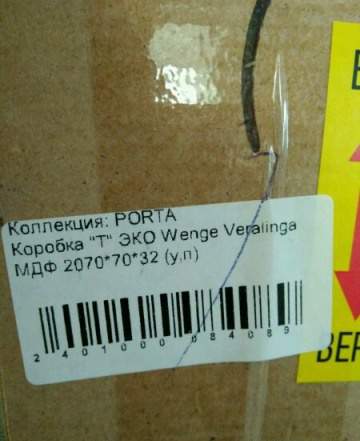 Коллекция: PORTA
Коробка "Т" ЭКО Wenge Veralinga
МДФ 2070*70*32 (у,п)
2401000084089